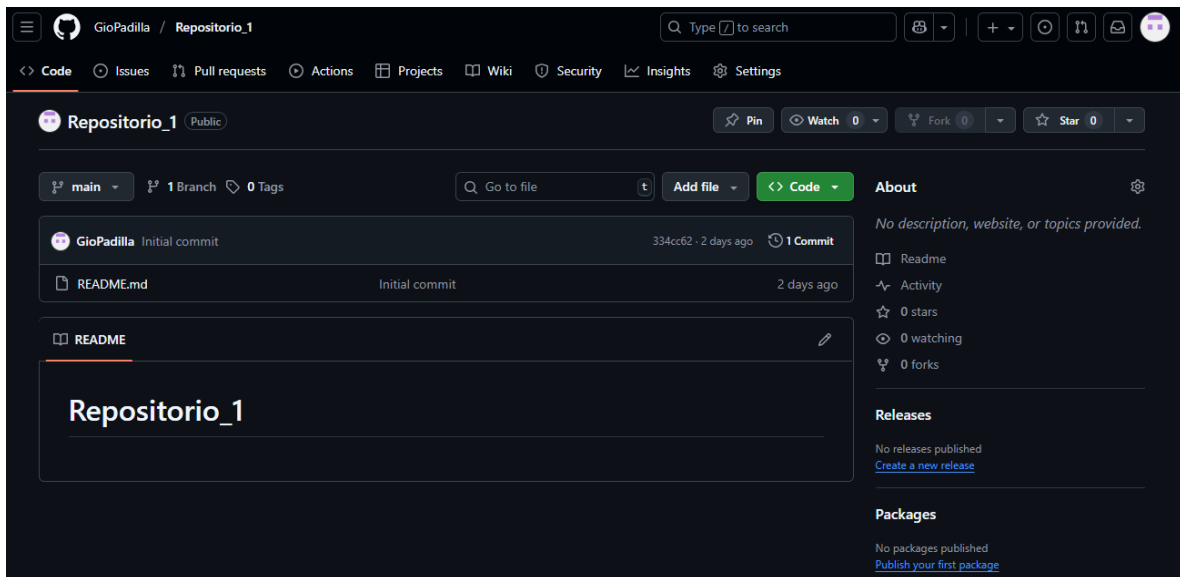 GioPadilla / Repositorio_1 Type / to search
Code Issues Pull requests Actions Projects Wiki Security Insights Settings
Repositorio_1 Public Pin Watch 0 Fork 0 Star 0
main 1 Branch 0 Tags Go to file t Add file Code
GioPadilla Initial commit 334cc62 · 2 days ago 1 Commit
README.md Initial commit 2 days ago
README
Repositorio_1
About
No description, website, or topics provided.
Readme
Activity
0 stars
0 watching
0 forks
Releases
No releases published
Create a new release
Packages
No packages published
Publish your first package